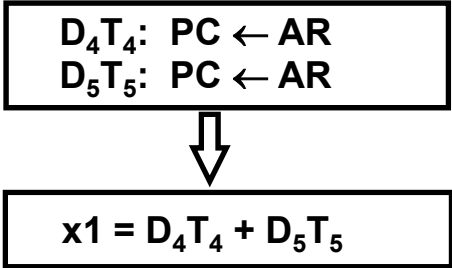 D₄T₄: PC ← AR
D₅T₅: PC ← AR
x1 = D₄T₄ + D₅T₅